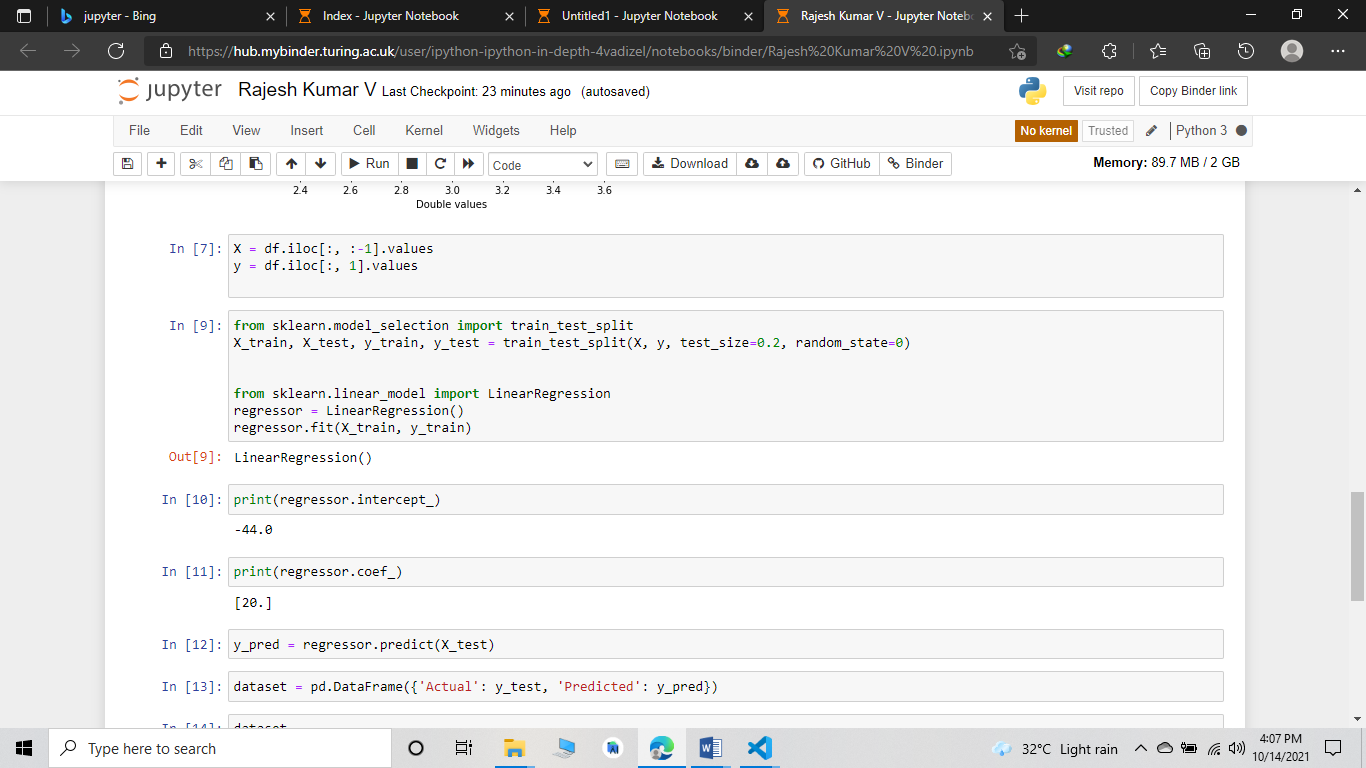 jupyter - Bing
Index - Jupyter Notebook
Untitled1 - Jupyter Notebook
Rajesh Kumar V - Jupyter Noteb
https://hub.mybinder.turing.ac.uk/user/ipython-ipython-in-depth-4vadizel/notebooks/binder/Rajesh%20Kumar%20V%20.ipynb
jupyter Rajesh Kumar V Last Checkpoint: 23 minutes ago (autosaved)
Visit repo Copy Binder link
File Edit View Insert Cell Kernel Widgets Help
No kernel Trusted Python 3
Run Code Download GitHub Binder
Memory: 89.7 MB / 2 GB
2.4 2.6 2.8 3.0 3.2 3.4 3.6
Double values
In [7]: X = df.iloc[:, :-1].values
y = df.iloc[:, 1].values
In [9]: from sklearn.model_selection import train_test_split
X_train, X_test, y_train, y_test = train_test_split(X, y, test_size=0.2, random_state=0)
from sklearn.linear_model import LinearRegression
regressor = LinearRegression()
regressor.fit(X_train, y_train)
Out[9]: LinearRegression()
In [10]: print(regressor.intercept_)
-44.0
In [11]: print(regressor.coef_)
[20.]
In [12]: y_pred = regressor.predict(X_test)
In [13]: dataset = pd.DataFrame({'Actual': y_test, 'Predicted': y_pred})
In [14]: dataset
Type here to search
32°C Light rain
4:07 PM
10/14/2021